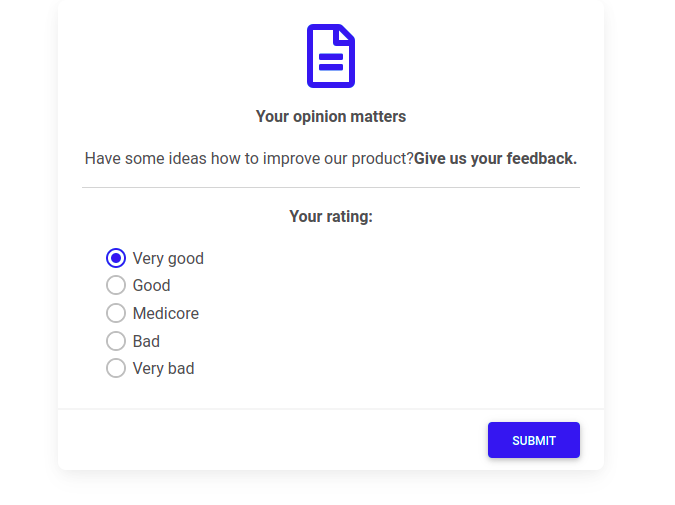 Your opinion matters
Have some ideas how to improve our product?Give us your feedback.
Your rating:
Very good
Good
Medicore
Bad
Very bad
SUBMIT